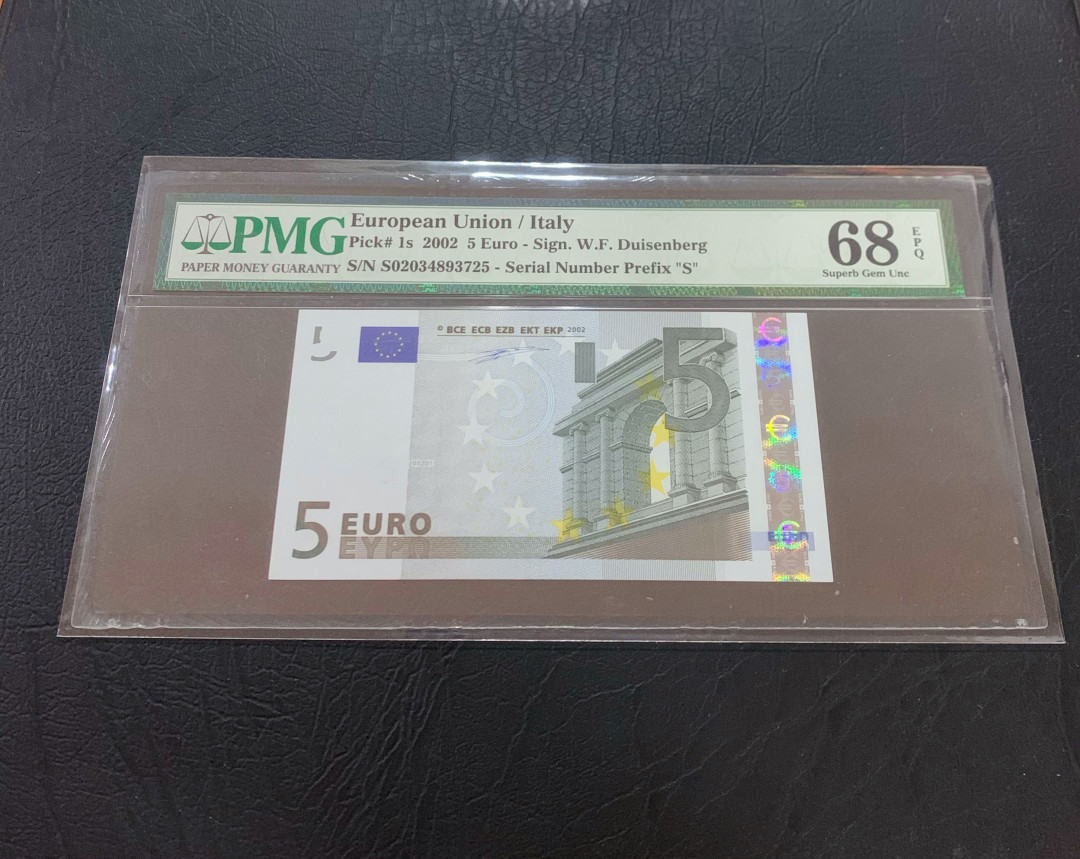 PMG
PAPER MONEY GUARANTY
European Union / Italy
Pick# 1s 2002 5 Euro - Sign. W.F. Duisenberg
S/N S02034893725 - Serial Number Prefix "S"
68
EPQ
Superb Gem Unc
© BCE ECB EZB EKT EKP 2002
5
5 EURO
EYPΩ